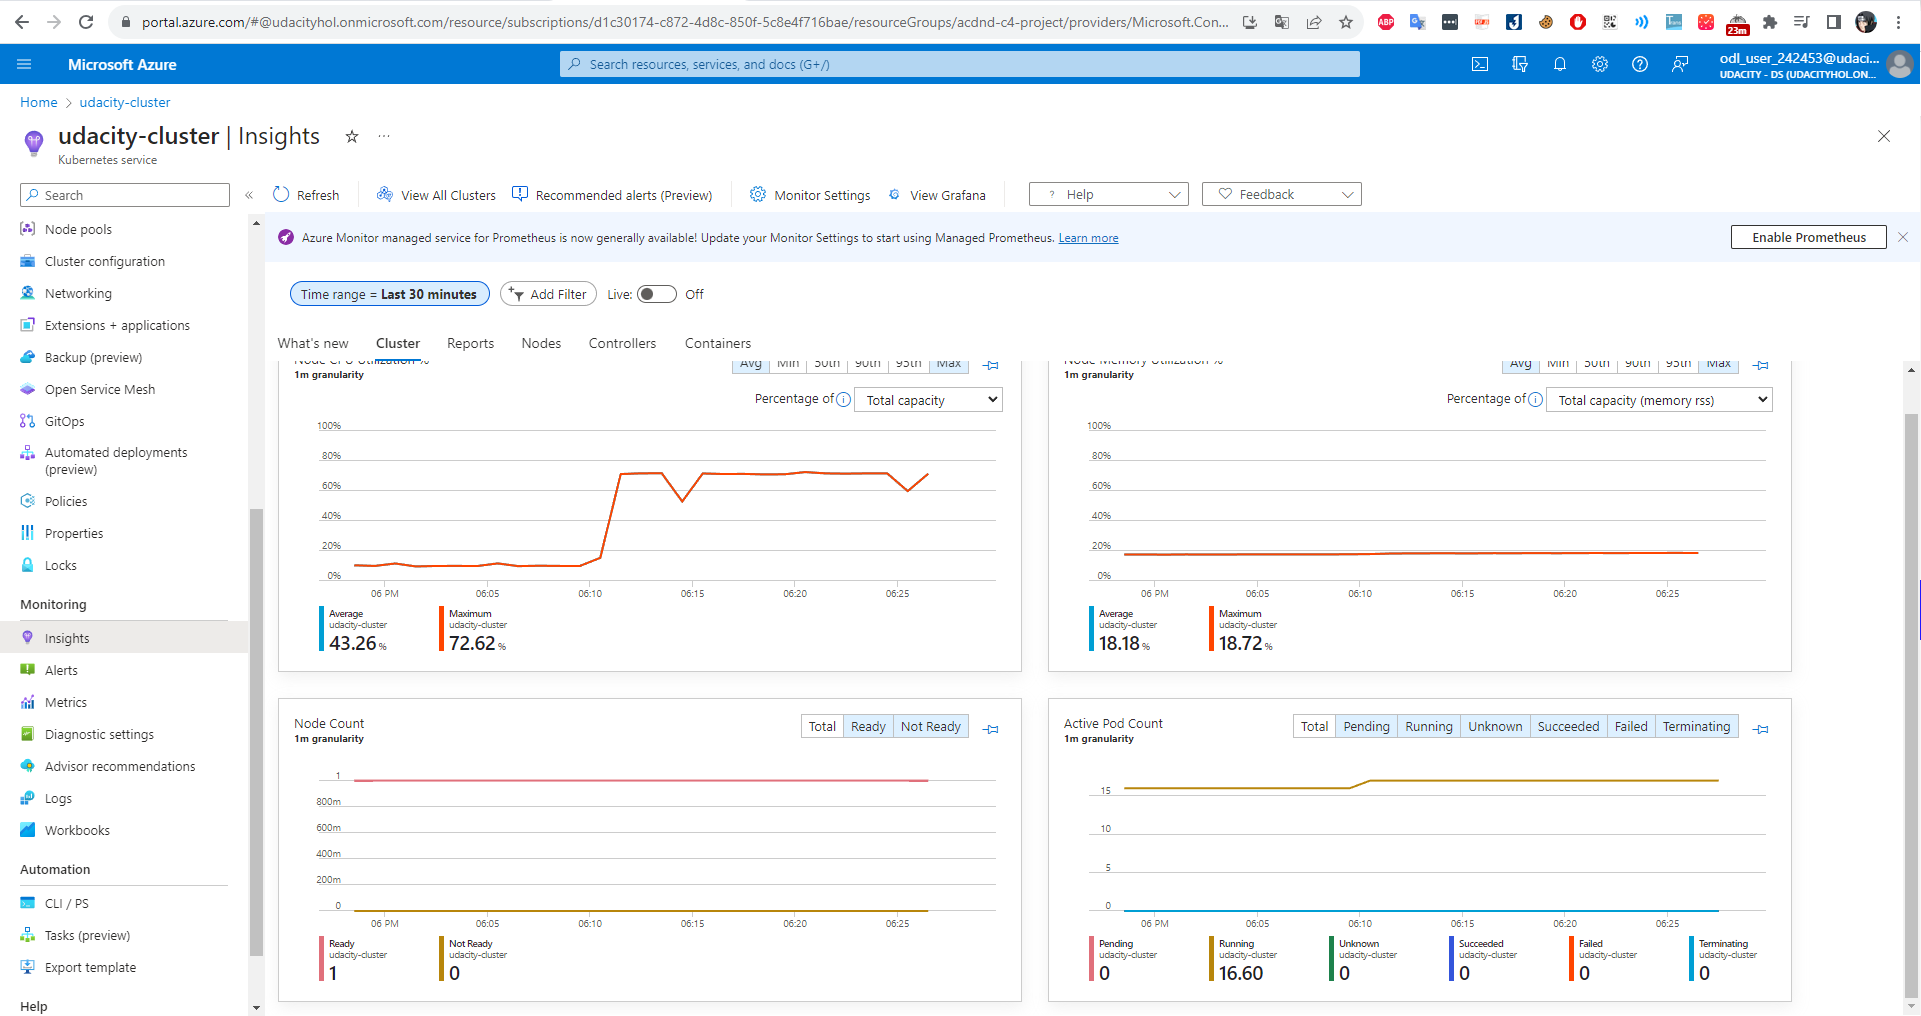 portal.azure.com/#@udacityhol.onmicrosoft.com/resource/subscriptions/d1c30174-c872-4d8c-850f-5c8e4f716bae/resourceGroups/acdnd-c4-project/providers/Microsoft.Con...
ABP
23m
Microsoft Azure
Search resources, services, and docs (G+/)
odl_user_242453@udaci...
UDACITY - DS (UDACITYHOL.ON...
Home > udacity-cluster
udacity-cluster | Insights
Kubernetes service
Search
Refresh
View All Clusters
Recommended alerts (Preview)
Monitor Settings
View Grafana
? Help
Feedback
Node pools
Cluster configuration
Networking
Extensions + applications
Backup (preview)
Open Service Mesh
GitOps
Automated deployments
(preview)
Policies
Properties
Locks
Monitoring
Insights
Alerts
Metrics
Diagnostic settings
Advisor recommendations
Logs
Workbooks
Automation
CLI / PS
Tasks (preview)
Export template
Help
Azure Monitor managed service for Prometheus is now generally available! Update your Monitor Settings to start using Managed Prometheus. Learn more
Enable Prometheus
Time range = Last 30 minutes
Add Filter
Live: Off
What's new Cluster Reports Nodes Controllers Containers
Node CPU Utilization %
1m granularity
Avg Min 50th 90th 95th Max
Percentage of Total capacity
100%
80%
60%
40%
20%
0%
06 PM 06:05 06:10 06:15 06:20 06:25
Average
udacity-cluster
43.26 %
Maximum
udacity-cluster
72.62 %
Node Memory Utilization %
1m granularity
Avg Min 50th 90th 95th Max
Percentage of Total capacity (memory rss)
100%
80%
60%
40%
20%
0%
06 PM 06:05 06:10 06:15 06:20 06:25
Average
udacity-cluster
18.18 %
Maximum
udacity-cluster
18.72 %
Node Count
1m granularity
Total Ready Not Ready
1
800m
600m
400m
200m
0
06 PM 06:05 06:10 06:15 06:20 06:25
Ready
udacity-cluster
1
Not Ready
udacity-cluster
0
Active Pod Count
1m granularity
Total Pending Running Unknown Succeeded Failed Terminating
15
10
5
0
06 PM 06:05 06:10 06:15 06:20 06:25
Pending
udacity-cluster
0
Running
udacity-cluster
16.60
Unknown
udacity-cluster
0
Succeeded
udacity-cluster
0
Failed
udacity-cluster
0
Terminating
udacity-cluster
0